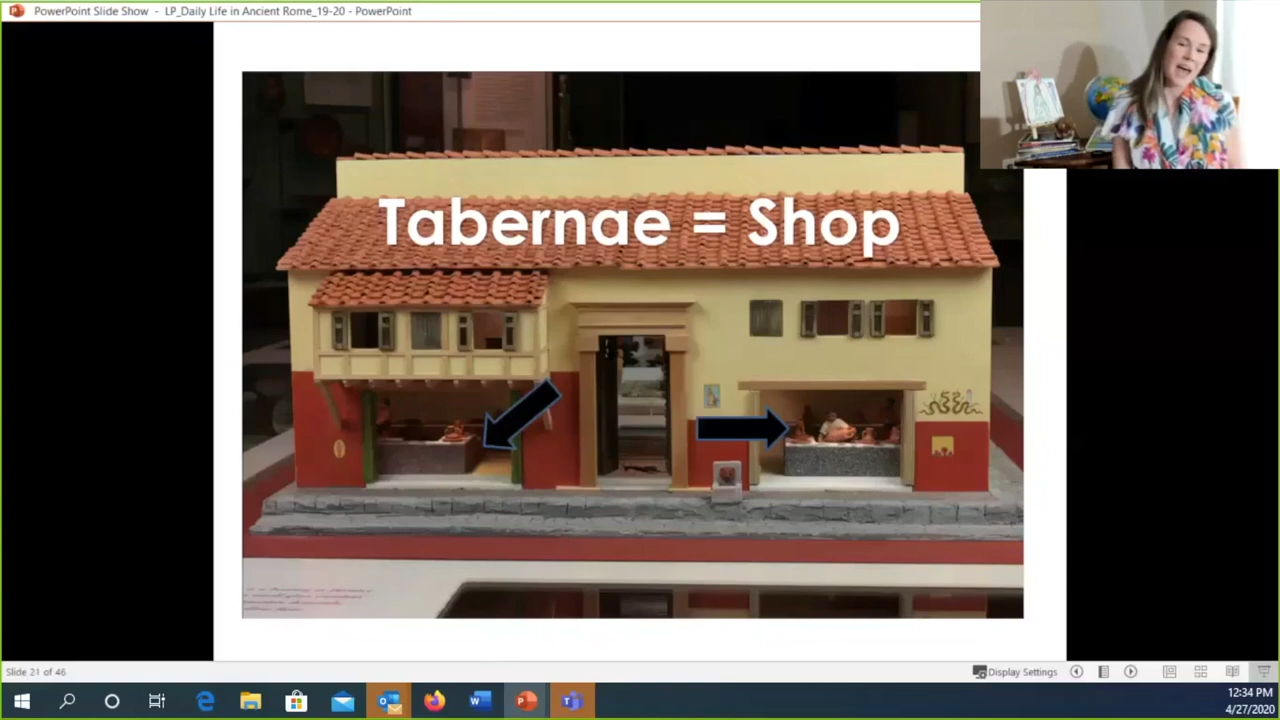 PowerPoint Slide Show - LP_Daily Life in Ancient Rome_19-20 - PowerPoint
Tabernae = Shop
Slide 21 of 46
Display Settings
12:34 PM
4/27/2020